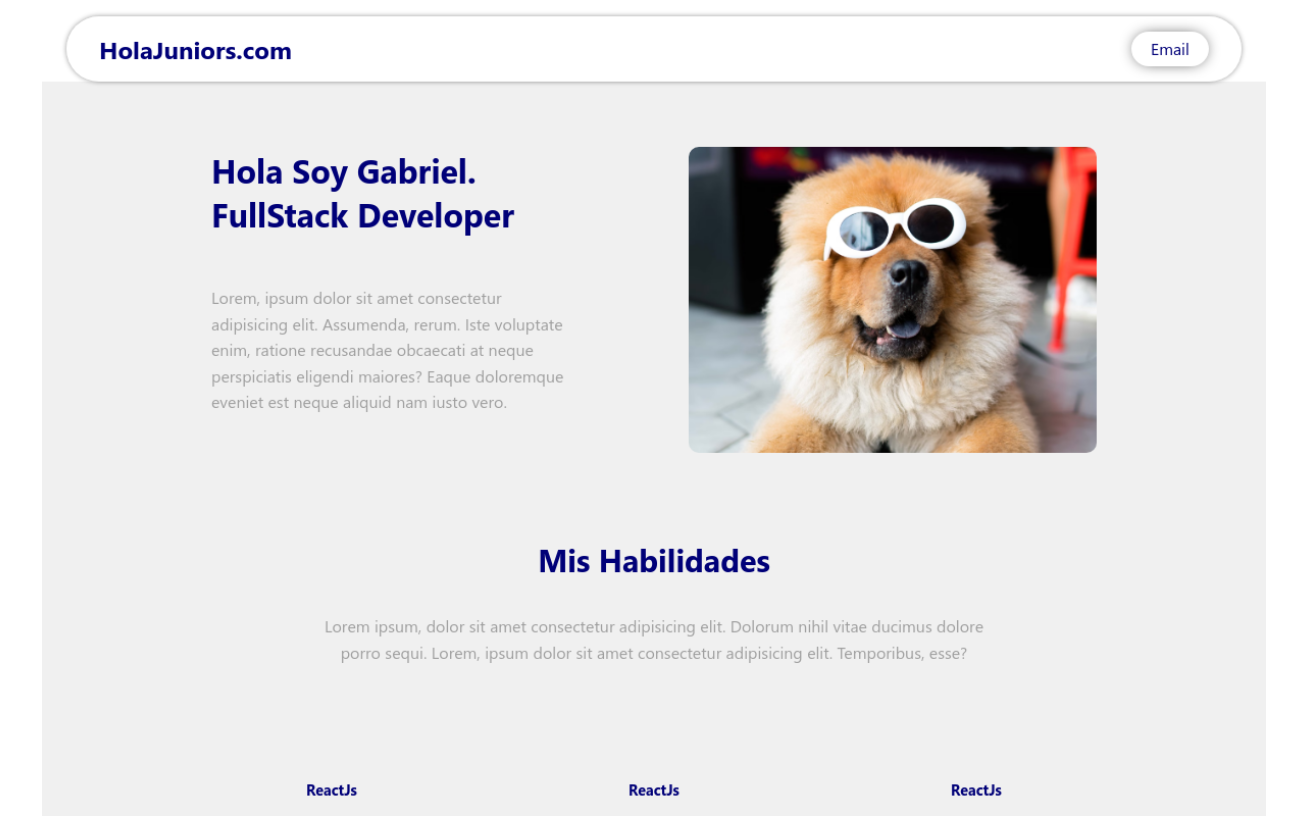 HolaJuniors.com
Email
Hola Soy Gabriel.
FullStack Developer
Lorem, ipsum dolor sit amet consectetur
adipisicing elit. Assumenda, rerum. Iste voluptate
enim, ratione recusandae obcaecati at neque
perspiciatis eligendi maiores? Eaque doloremque
eveniet est neque aliquid nam iusto vero.
Mis Habilidades
Lorem ipsum, dolor sit amet consectetur adipisicing elit. Dolorum nihil vitae ducimus dolore
porro sequi. Lorem, ipsum dolor sit amet consectetur adipisicing elit. Temporibus, esse?
ReactJs
ReactJs
ReactJs